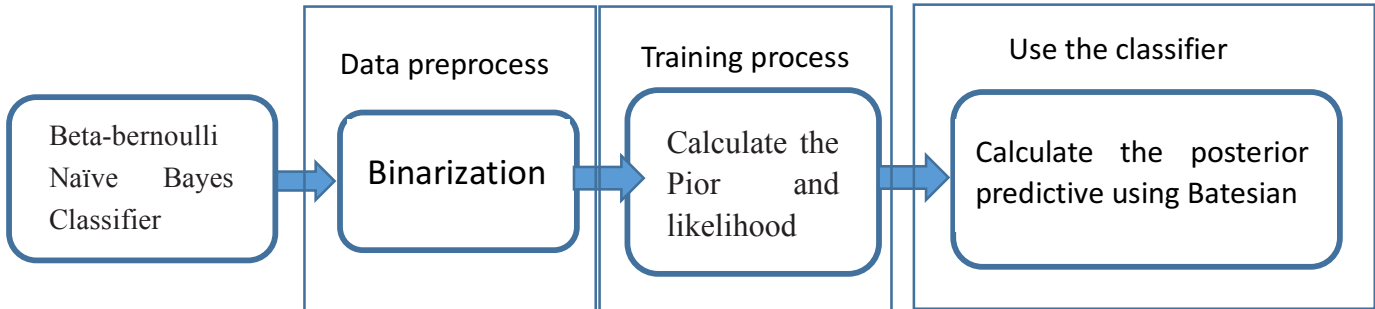 Beta-bernoulli
Naïve Bayes
Classifier
Data preprocess
Binarization
Training process
Calculate the
Pior and
likelihood
Use the classifier
Calculate the posterior
predictive using Batesian